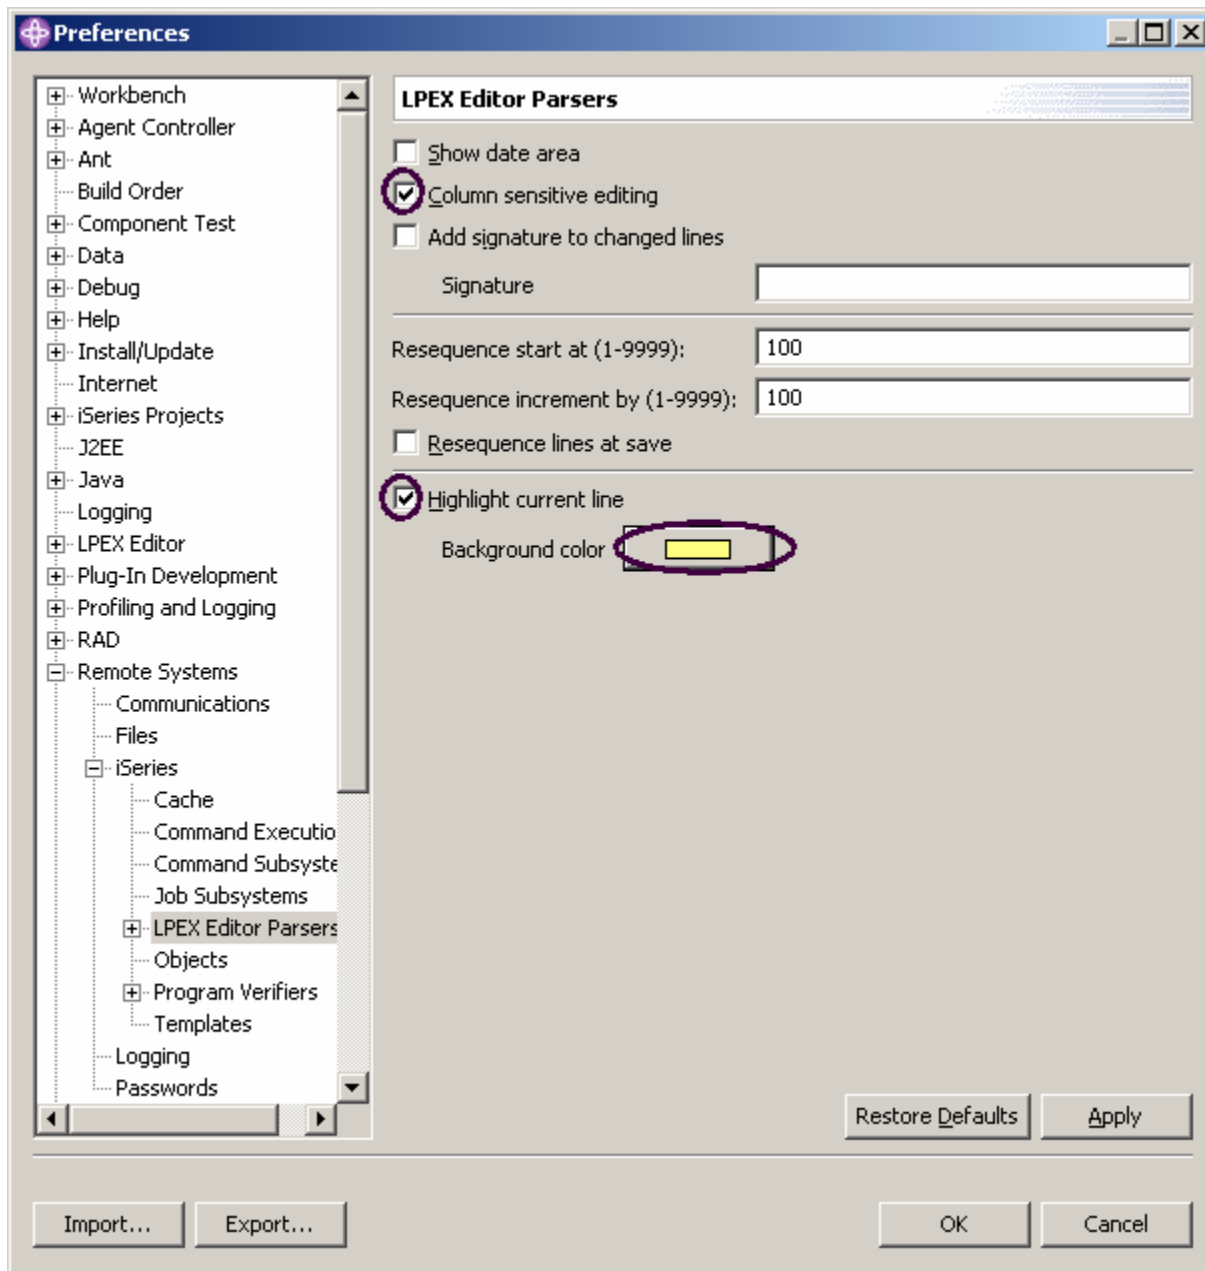 Preferences
Workbench
Agent Controller
Ant
Build Order
Component Test
Data
Debug
Help
Install/Update
Internet
iSeries Projects
J2EE
Java
Logging
LPEX Editor
Plug-In Development
Profiling and Logging
RAD
Remote Systems
Communications
Files
iSeries
Cache
Command Executio
Command Subsyste
Job Subsystems
LPEX Editor Parsers
Objects
Program Verifiers
Templates
Logging
Passwords
LPEX Editor Parsers
Show date area
Column sensitive editing
Add signature to changed lines
Signature
Resequence start at (1-9999): 100
Resequence increment by (1-9999): 100
Resequence lines at save
Highlight current line
Background color
Restore Defaults Apply
Import... Export... OK Cancel